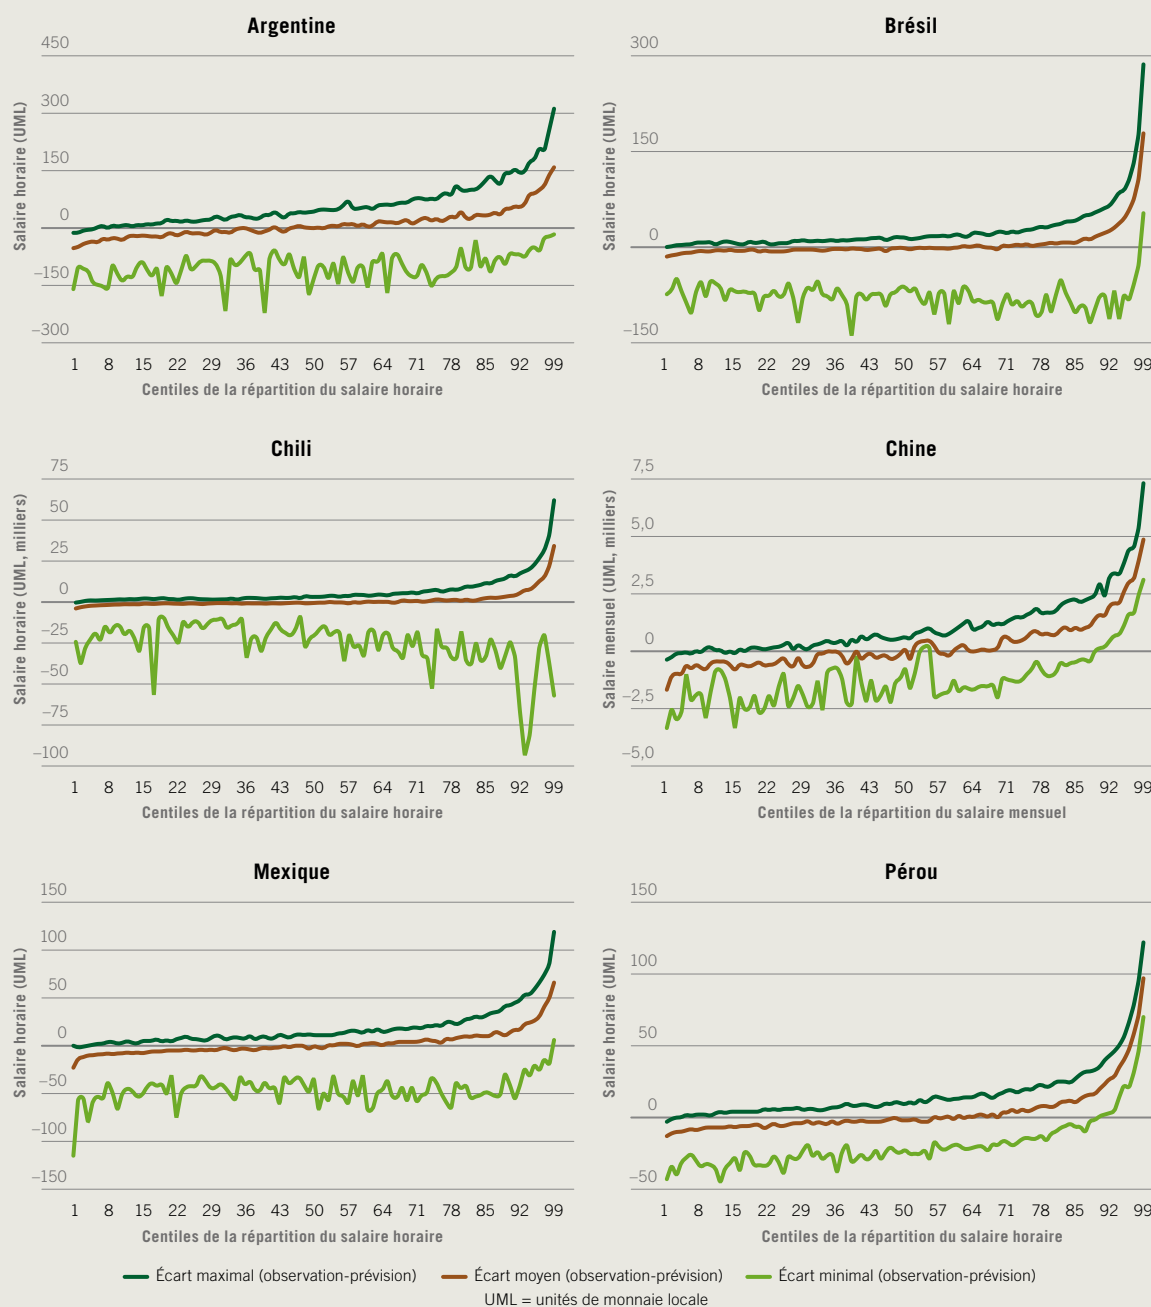 Argentine
Salaire horaire (UML)
450
300
150
0
–150
–300
1 8 15 22 29 36 43 50 57 64 71 78 85 92 99
Centiles de la répartition du salaire horaire
Brésil
Salaire horaire (UML)
300
150
0
–150
1 8 15 22 29 36 43 50 57 64 71 78 85 92 99
Centiles de la répartition du salaire horaire
Chili
Salaire horaire (UML, milliers)
75
50
25
0
–25
–50
–75
–100
1 8 15 22 29 36 43 50 57 64 71 78 85 92 99
Centiles de la répartition du salaire horaire
Chine
Salaire mensuel (UML, milliers)
7,5
5,0
2,5
0
–2,5
–5,0
1 8 15 22 29 36 43 50 57 64 71 78 85 92 99
Centiles de la répartition du salaire mensuel
Mexique
Salaire horaire (UML)
150
100
50
0
–50
–100
–150
1 8 15 22 29 36 43 50 57 64 71 78 85 92 99
Centiles de la répartition du salaire horaire
Pérou
Salaire horaire (UML)
150
100
50
0
–50
1 8 15 22 29 36 43 50 57 64 71 78 85 92 99
Centiles de la répartition du salaire horaire
Écart maximal (observation-prévision) Écart moyen (observation-prévision) Écart minimal (observation-prévision)
UML = unités de monnaie locale